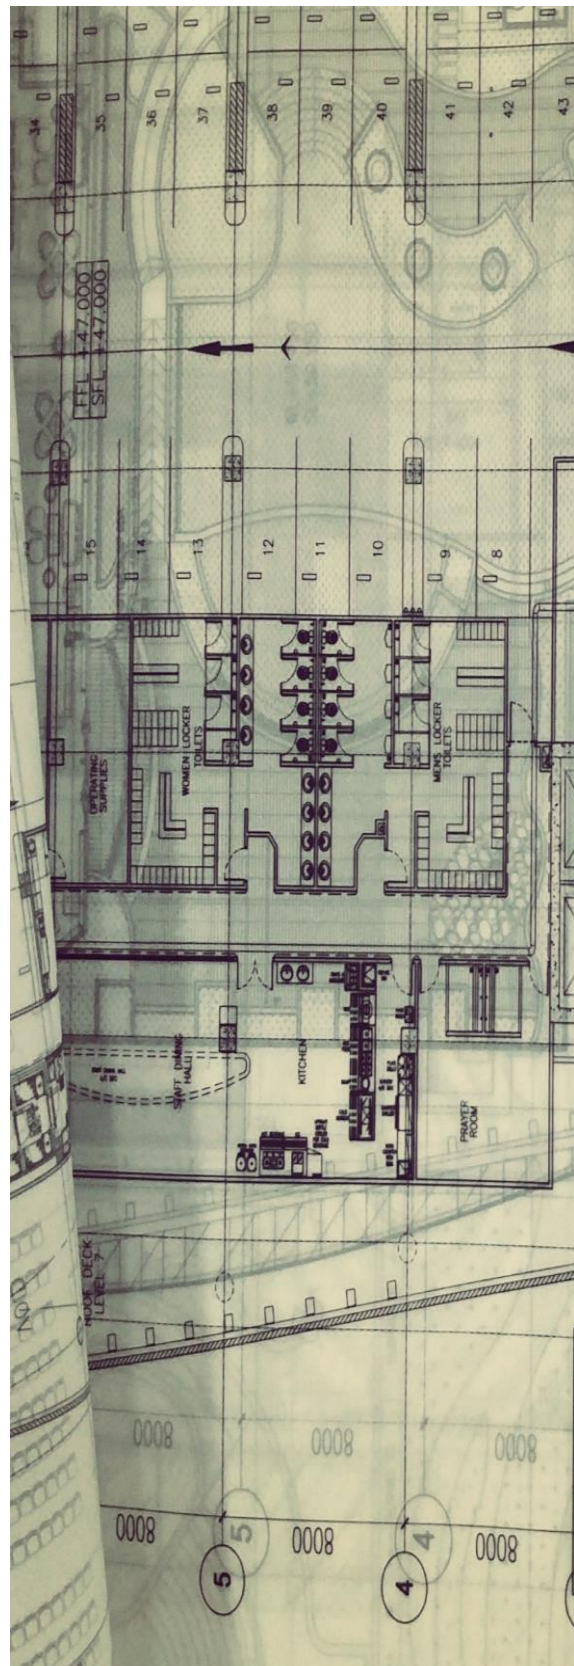 34
35
36
37
38
39
40
41
42
43
FFL +47.000
SFL +47.000
15
14
13
12
11
10
9
8
OPERATING
SUPPLIES
WOMEN LOCKER
TOILETS
MENS LOCKER
TOILETS
STAFF DINING
HALL
KITCHEN
PRAYER
ROOM
ROOF DECK
LEVEL 7
8000
8000
8000
5
4
8000
8000
8000
5
4